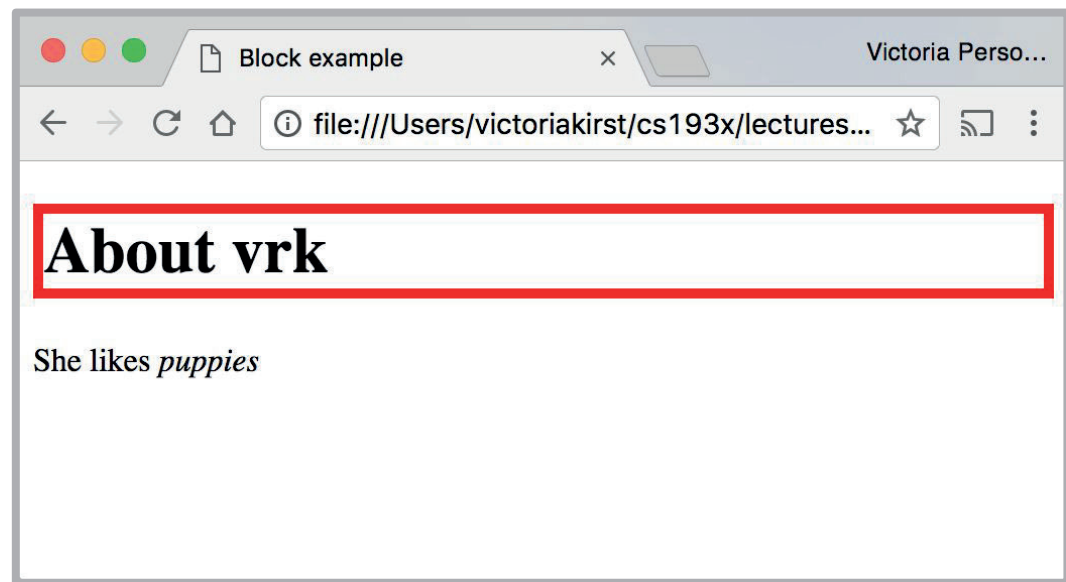 Block example
Victoria Perso...
file:///Users/victoriakirst/cs193x/lectures...
About vrk
She likes puppies